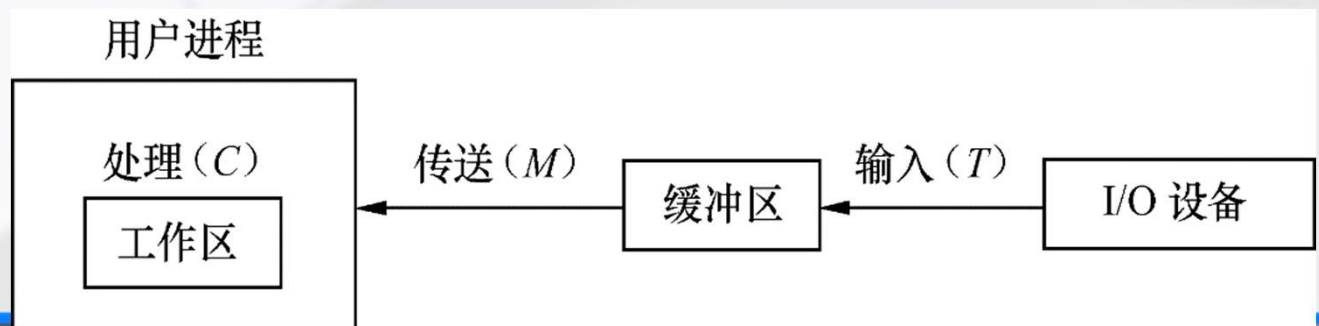 用户进程
处理(C)
工作区
传送(M)
缓冲区
输入(T)
I/O 设备